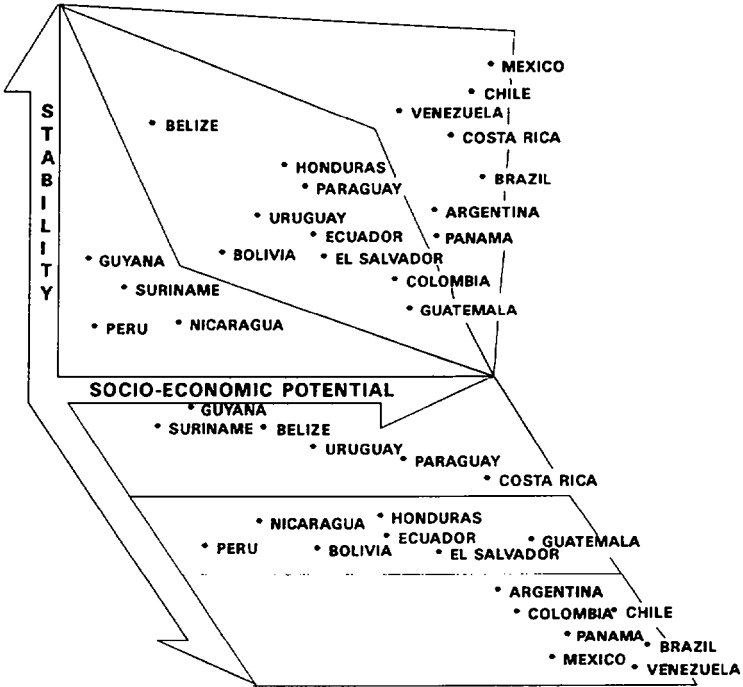 STABILITY
MEXICO
CHILE
VENEZUELA
BELIZE
COSTA RICA
HONDURAS
PARAGUAY
BRAZIL
URUGUAY
ARGENTINA
ECUADOR
PANAMA
GUYANA
BOLIVIA
EL SALVADOR
SURINAME
COLOMBIA
GUATEMALA
PERU
NICARAGUA
SOCIO-ECONOMIC POTENTIAL
GUYANA
SURINAME
BELIZE
URUGUAY
PARAGUAY
COSTA RICA
NICARAGUA
HONDURAS
ECUADOR
GUATEMALA
PERU
BOLIVIA
EL SALVADOR
ARGENTINA
COLOMBIA
CHILE
PANAMA
BRAZIL
MEXICO
VENEZUELA